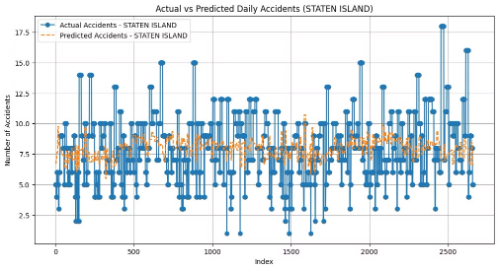 Actual vs Predicted Daily Accidents (STATEN ISLAND)
Actual Accidents - STATEN ISLAND
Predicted Accidents - STATEN ISLAND
17.5
15.0
12.5
10.0
7.5
5.0
2.5
Number of Accidents
0
500
1000
1500
2000
2500
Index